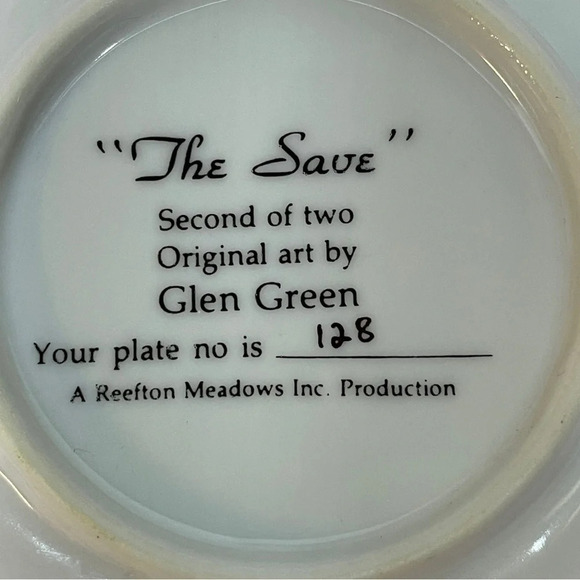 "The Save"
Second of two
Original art by
Glen Green
Your plate no is 128
A Reefton Meadows Inc. Production